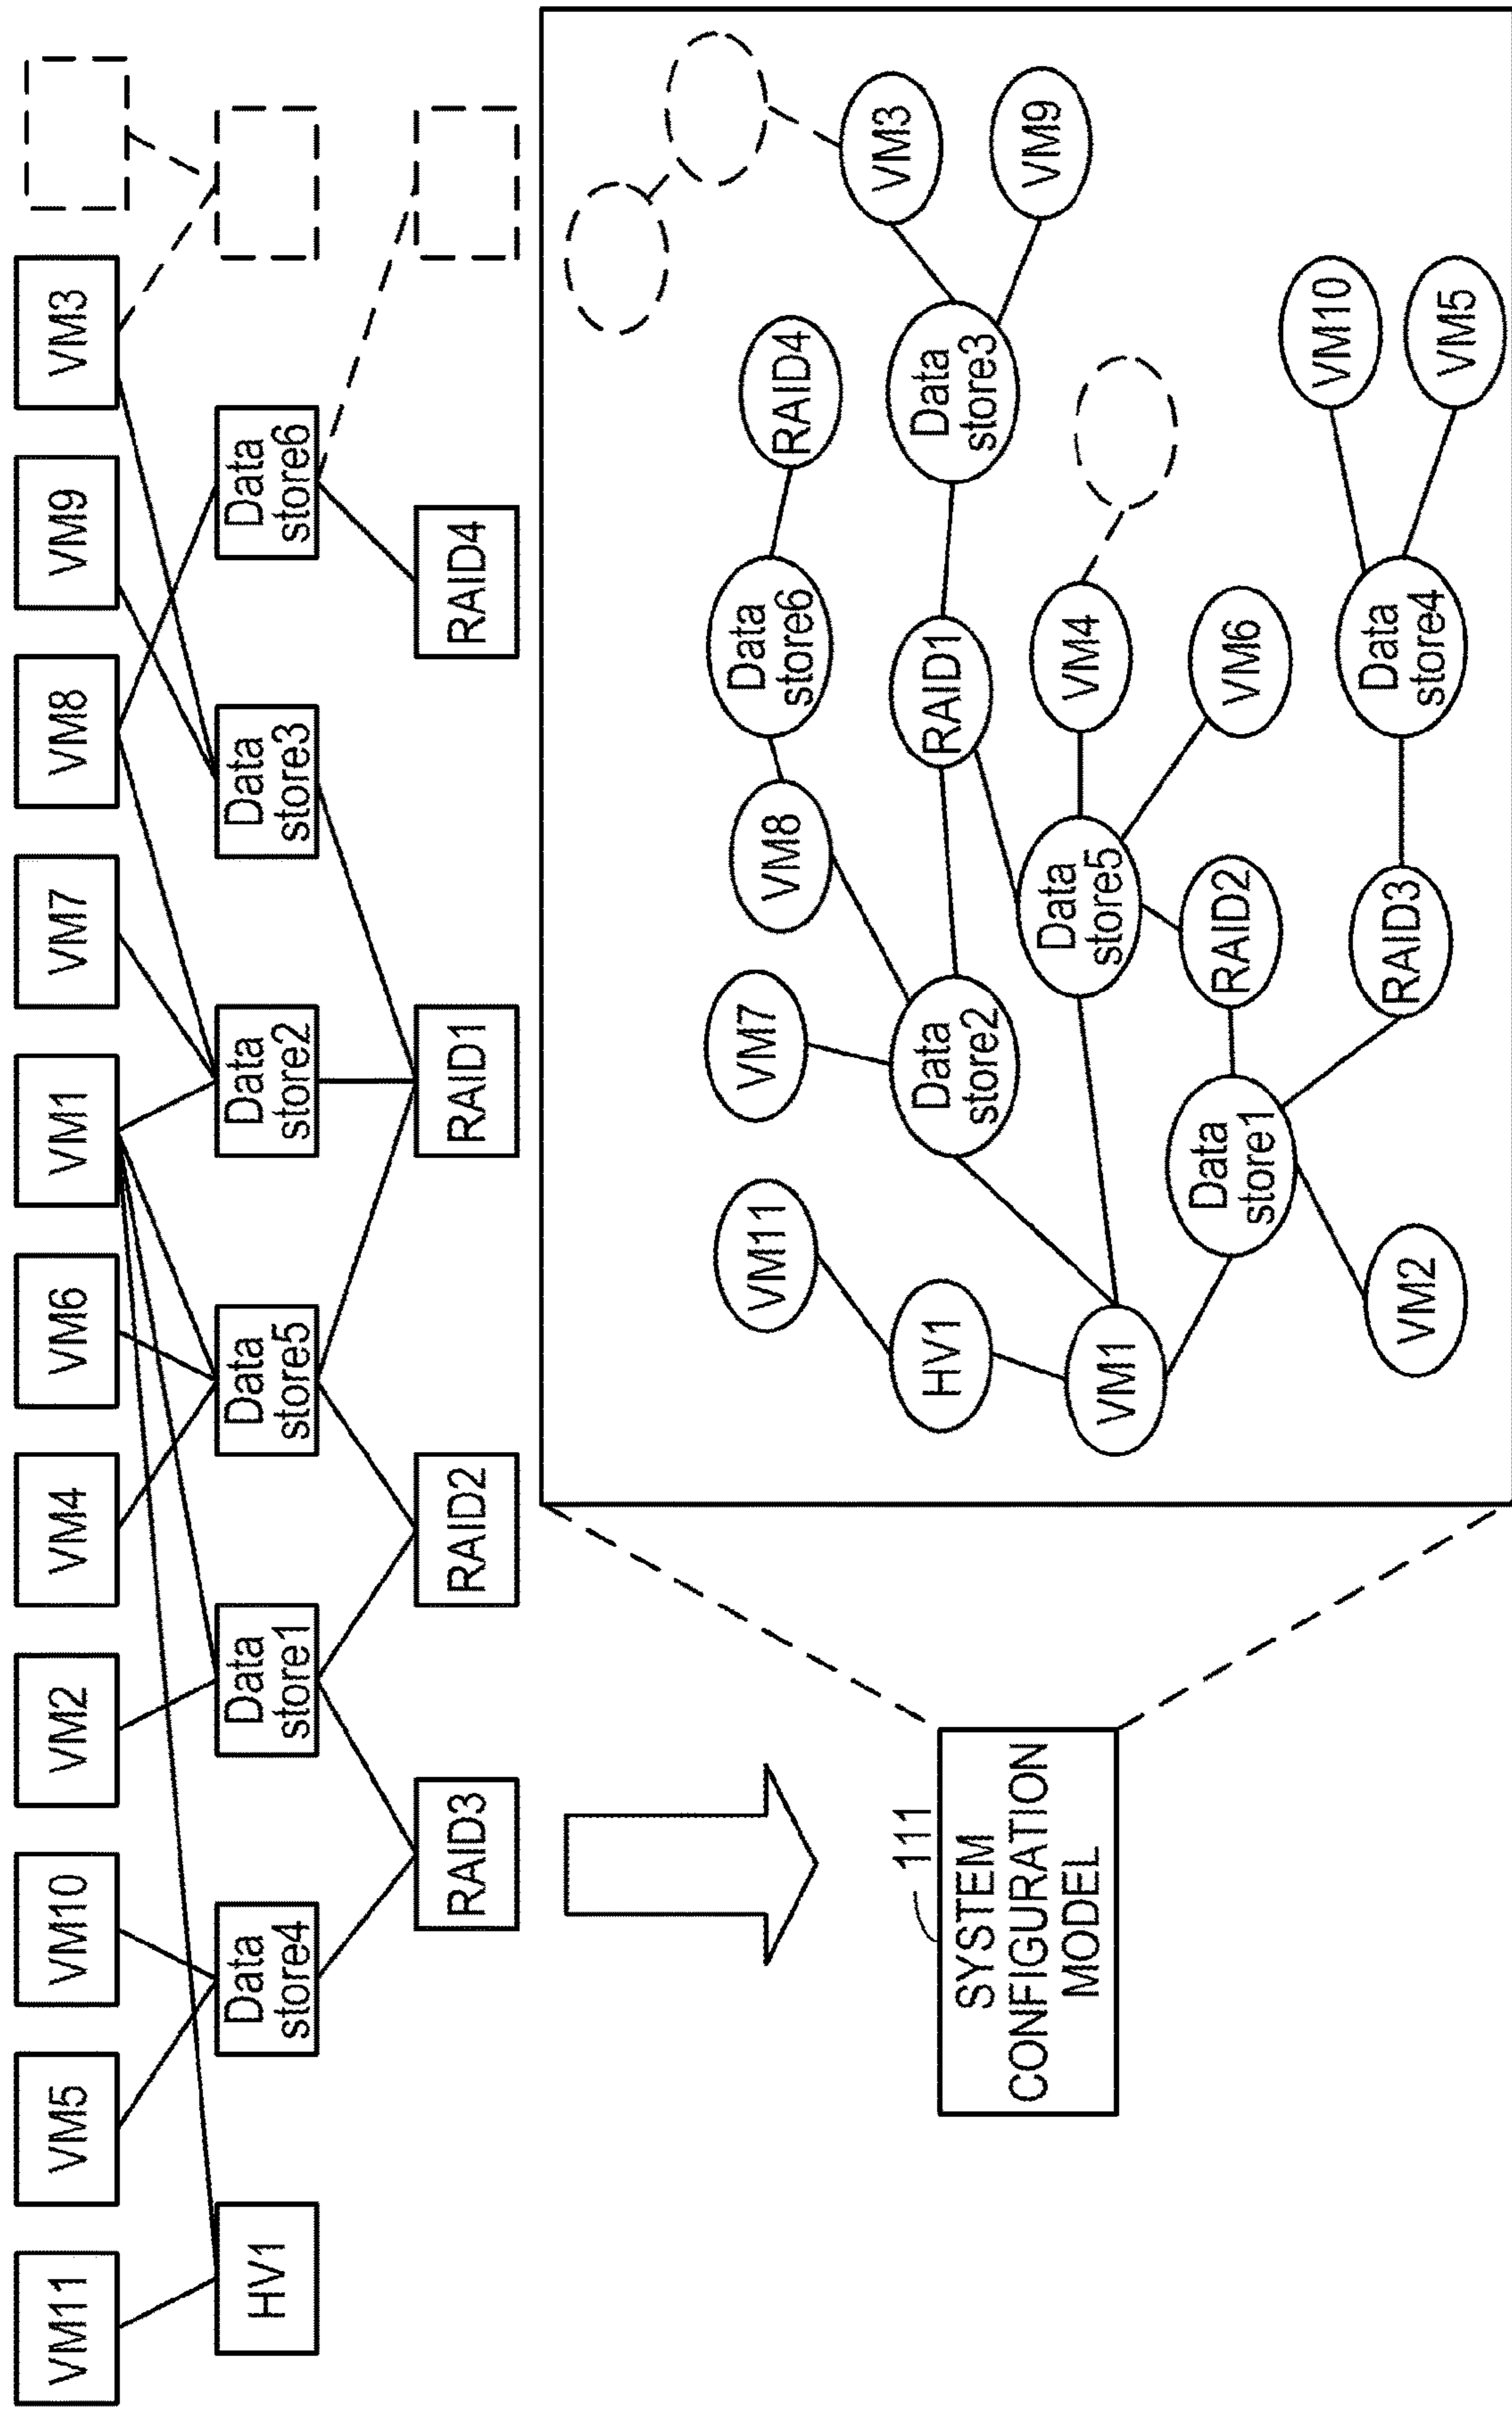 VM11
VM5
VM10
VM2
VM4
VM6
VM1
VM7
VM8
VM9
VM3
HV1
Data
store4
Data
store1
Data
store5
Data
store2
Data
store3
Data
store6
RAID3
RAID2
RAID1
RAID4
111
SYSTEM
CONFIGURATION
MODEL
VM11
VM7
VM8
Data
store6
RAID4
HV1
Data
store2
RAID1
Data
store3
VM3
VM9
VM1
Data
store5
VM4
Data
store1
RAID2
VM6
VM2
RAID3
Data
store4
VM10
VM5